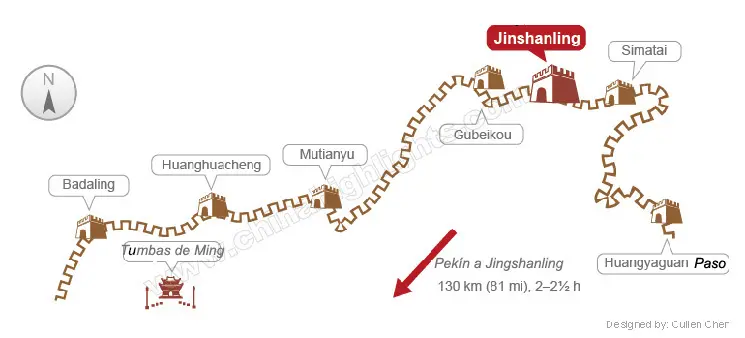 Jinshanling
Simatai
N
Gubeikou
Mutianyu
Huanghuacheng
Badaling
Tumbas de Ming
Pekín a Jingshanling
130 km (81 mi), 2–2½ h
Huangyaguan Paso
www.chinahighlights.com
Designed by: Cullen Chen